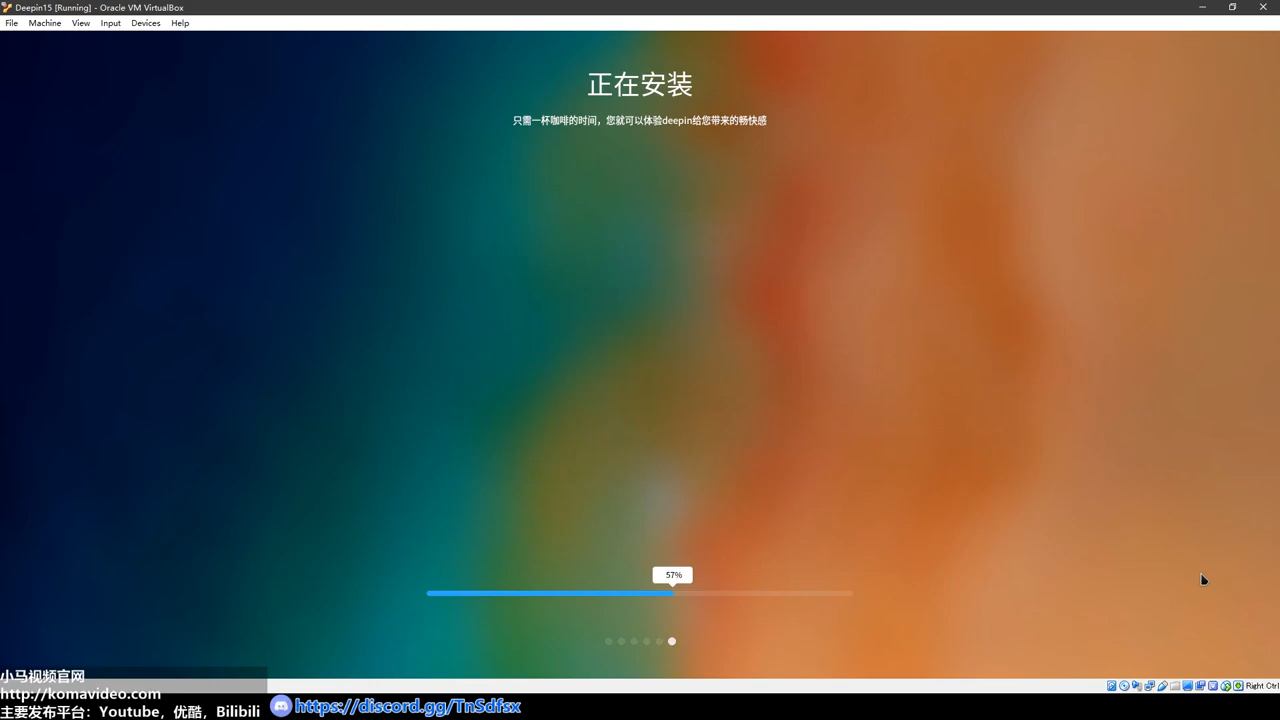 Deepin15 [Running] - Oracle VM VirtualBox
File Machine View Input Devices Help
正在安装
只需一杯咖啡的时间，您就可以体验deepin给您带来的畅快感
57%
Right Ctrl
小马视频官网
http://komavideo.com
主要发布平台：Youtube，优酷，Bilibili
https://discord.gg/TnSdfsx